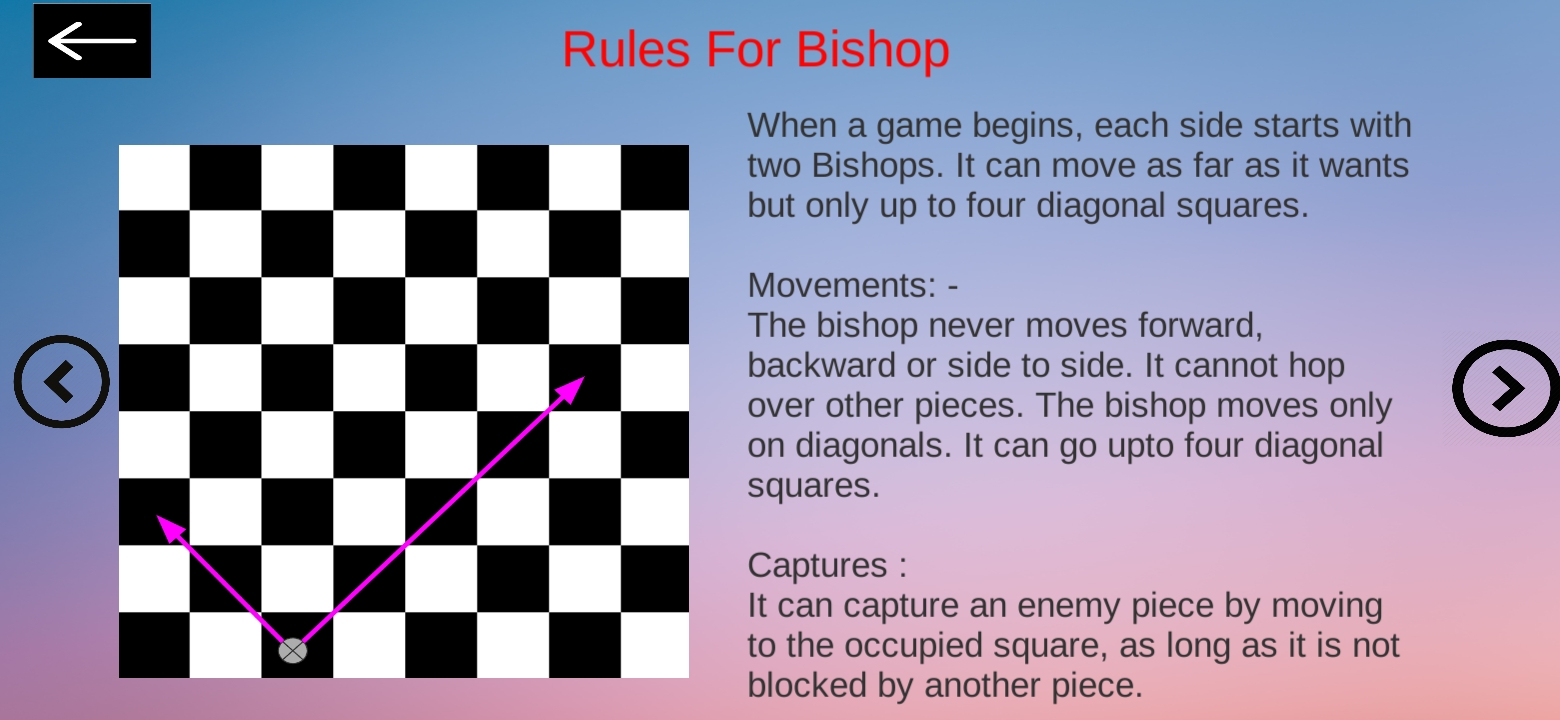 Rules For Bishop
When a game begins, each side starts with
two Bishops. It can move as far as it wants
but only up to four diagonal squares.
Movements: -
The bishop never moves forward,
backward or side to side. It cannot hop
over other pieces. The bishop moves only
on diagonals. It can go upto four diagonal
squares.
Captures :
It can capture an enemy piece by moving
to the occupied square, as long as it is not
blocked by another piece.